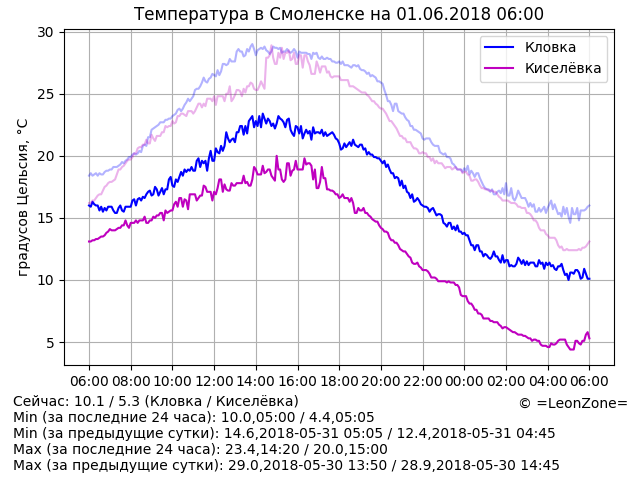 Температура в Смоленске на 01.06.2018 06:00
градусов Цельсия, °C
30
25
20
15
10
5
Кловка
Киселёвка
06:00 08:00 10:00 12:00 14:00 16:00 18:00 20:00 22:00 00:00 02:00 04:00 06:00
Сейчас: 10.1 / 5.3 (Кловка / Киселёвка)
© =LeonZone=
Min (за последние 24 часа): 10.0,05:00 / 4.4,05:05
Min (за предыдущие сутки): 14.6,2018-05-31 05:05 / 12.4,2018-05-31 04:45
Max (за последние 24 часа): 23.4,14:20 / 20.0,15:00
Max (за предыдущие сутки): 29.0,2018-05-30 13:50 / 28.9,2018-05-30 14:45